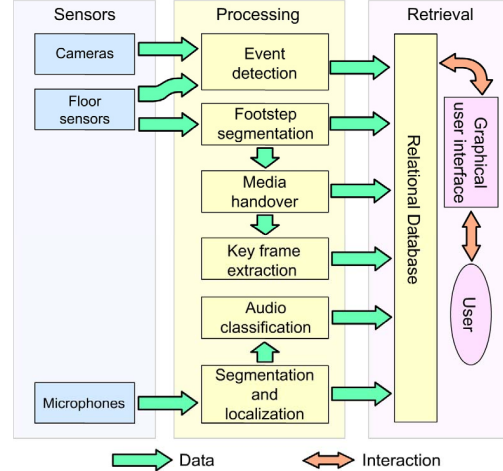 Sensors
Processing
Retrieval
Cameras
Floor
sensors
Microphones
Event
detection
Footstep
segmentation
Media
handover
Key frame
extraction
Audio
classification
Segmentation
and
localization
Relational Database
Graphical
user interface
User
Data
Interaction